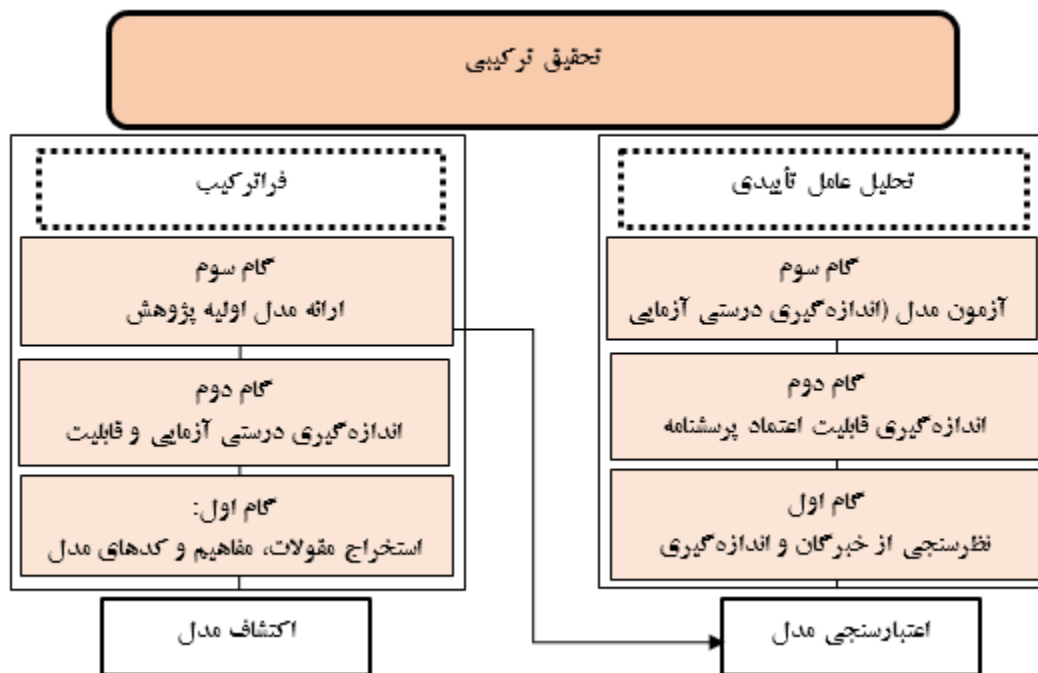 تحقیق ترکیبی
تحلیل عامل تأییدی
گام سوم
آزمون مدل (اندازه‌گیری درستی آزمایی
گام دوم
اندازه‌گیری قابلیت اعتماد پرسشنامه
گام اول
نظرسنجی از خبرگان و اندازه‌گیری
اعتبارسنجی مدل
فراترکیب
گام سوم
ارائه مدل اولیه پژوهش
گام دوم
اندازه‌گیری درستی آزمایی و قابلیت
گام اول:
استخراج مقولات، مفاهیم و کدهای مدل
اکتشاف مدل